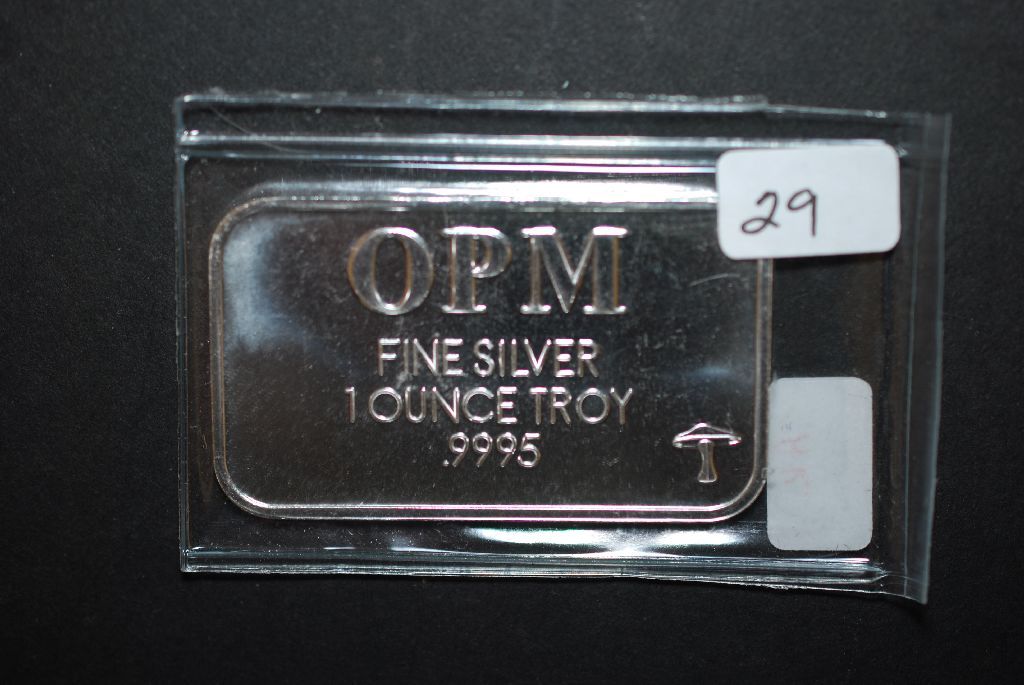 29
OPM
FINE SILVER
1 OUNCE TROY
.9995